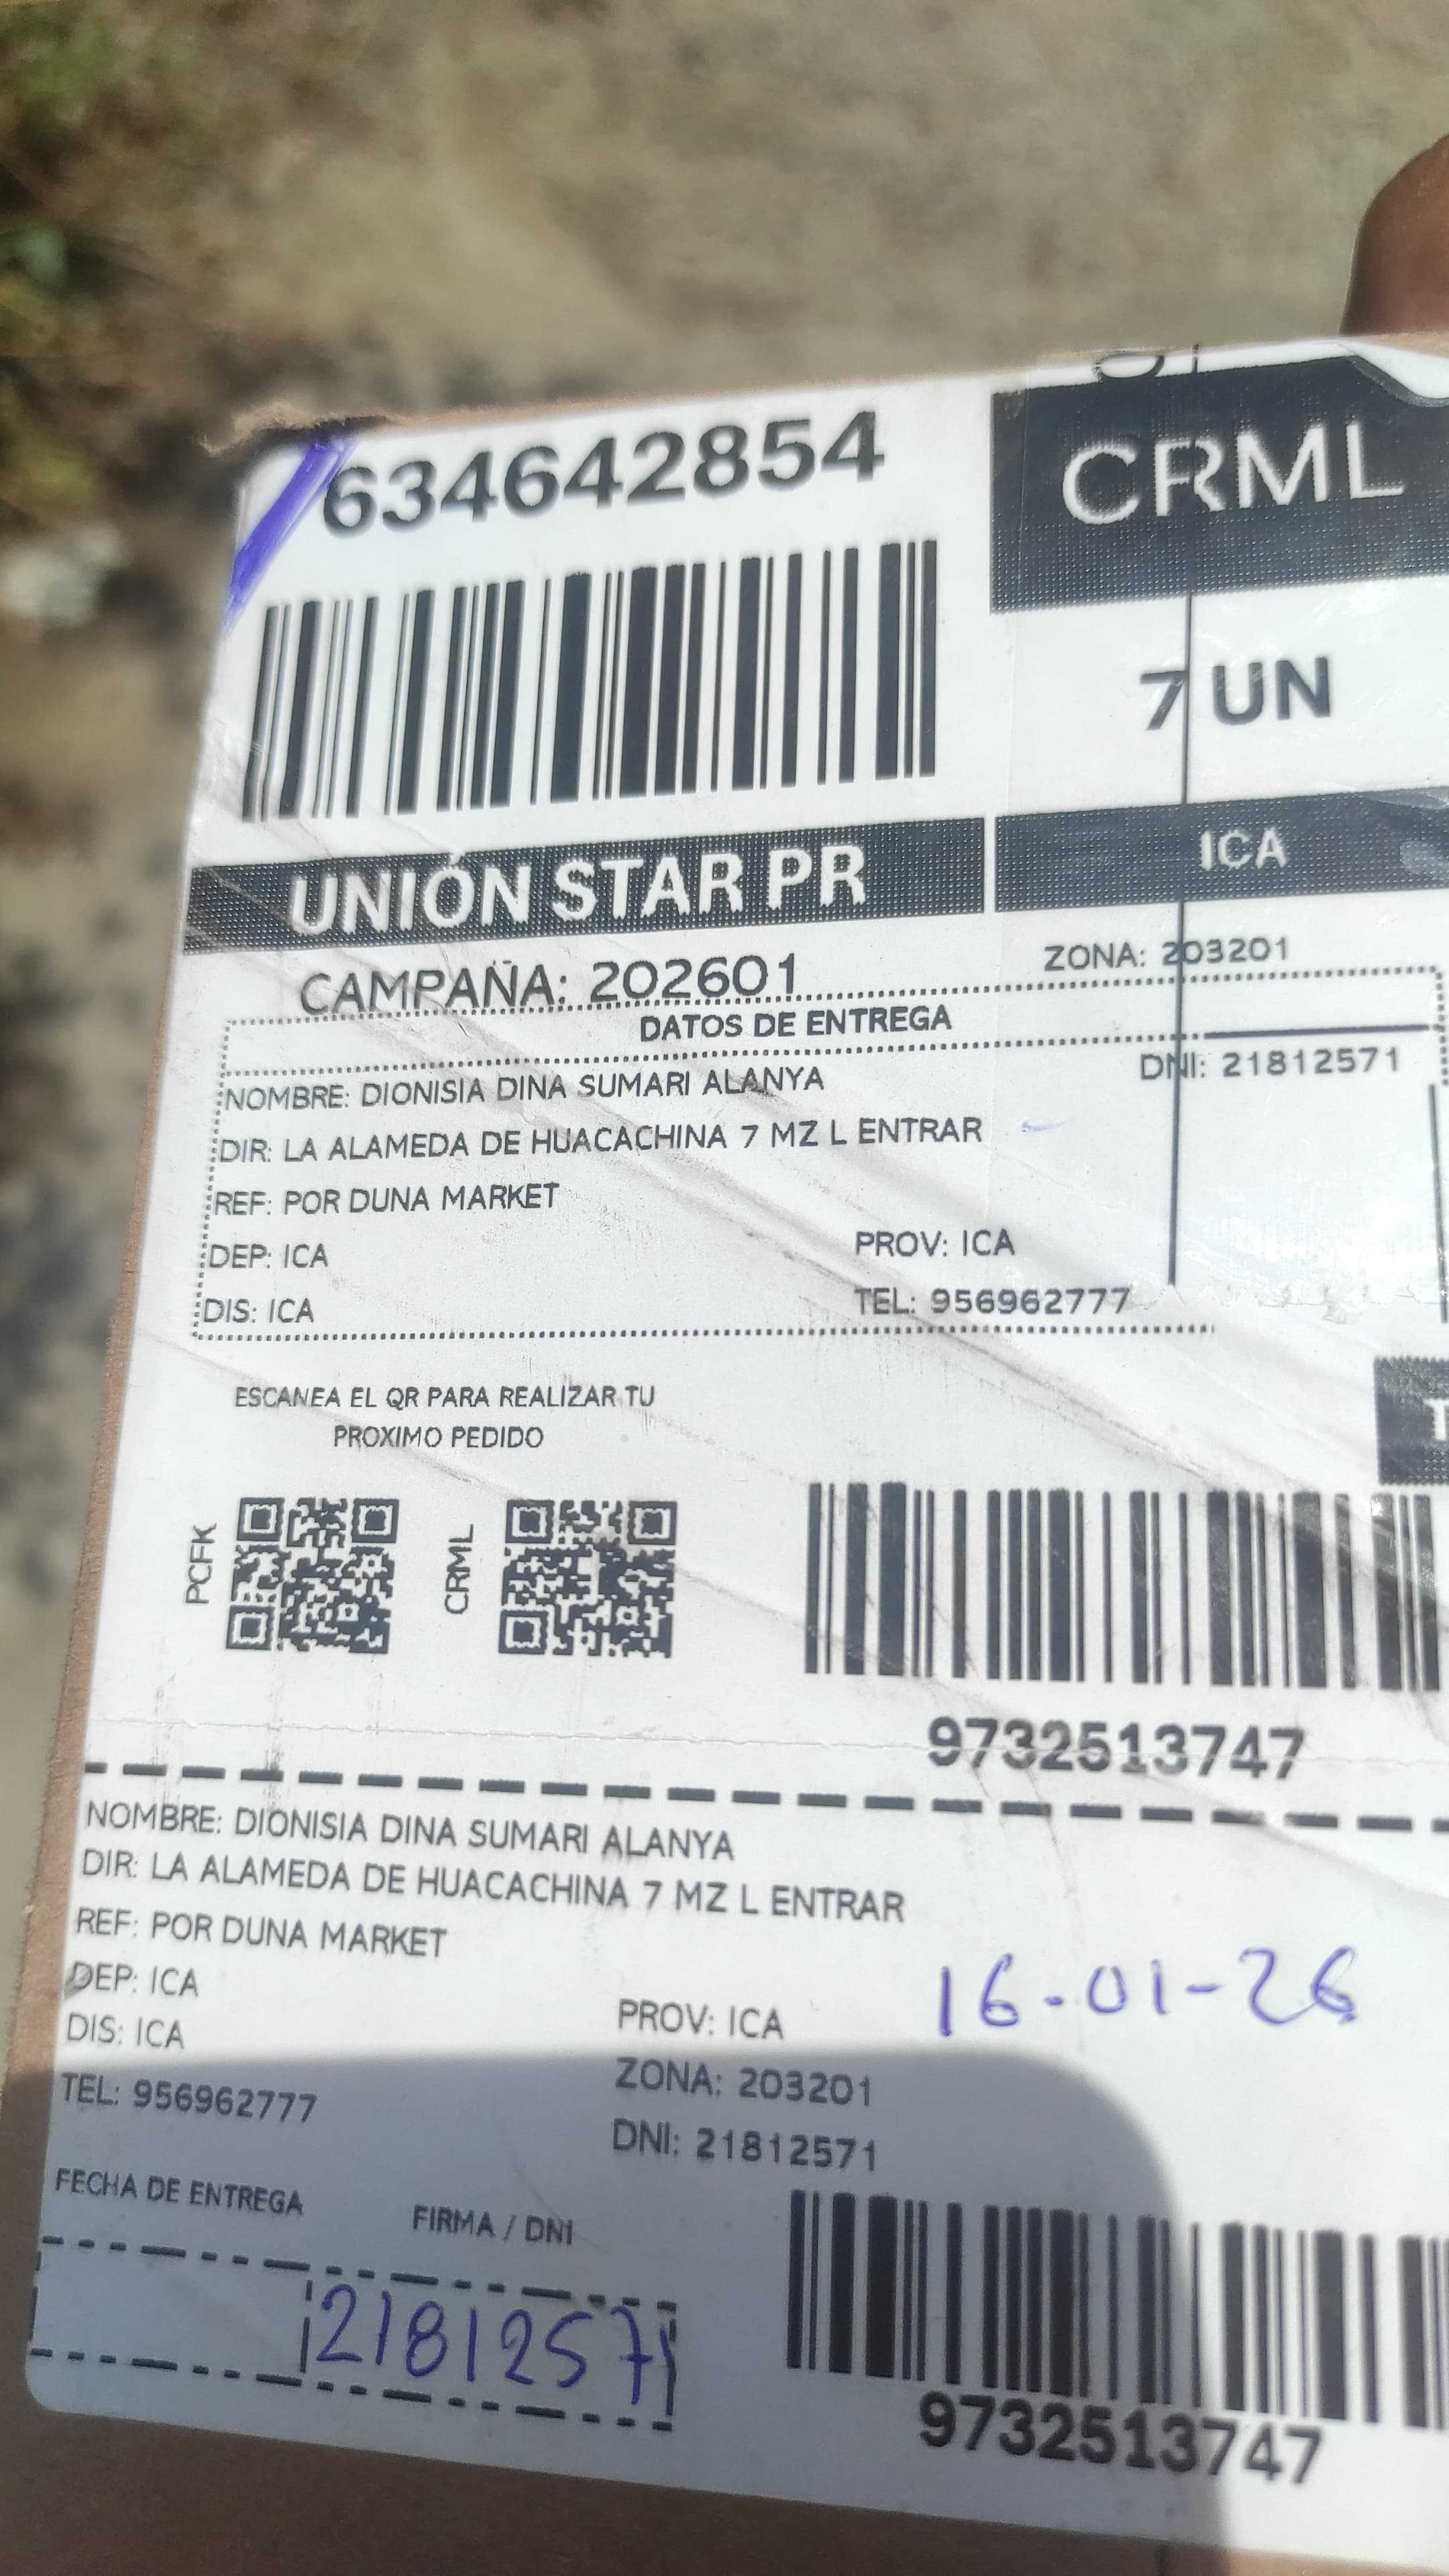 634642854
CRML
7 UN
UNIÓN STAR PR
ICA
CAMPAÑA: 202601
ZONA: 203201
DATOS DE ENTREGA
NOMBRE: DIONISIA DINA SUMARI ALANYA
DNI: 21812571
DIR: LA ALAMEDA DE HUACACHINA 7 MZ L ENTRAR
REF: POR DUNA MARKET
DEP: ICA
PROV: ICA
DIS: ICA
TEL: 956962777
ESCANEA EL QR PARA REALIZAR TU
PROXIMO PEDIDO
PCFK
CRML
9732513747
NOMBRE: DIONISIA DINA SUMARI ALANYA
DIR: LA ALAMEDA DE HUACACHINA 7 MZ L ENTRAR
REF: POR DUNA MARKET
DEP: ICA
16-01-26
DIS: ICA
PROV: ICA
TEL: 956962777
ZONA: 203201
DNI: 21812571
FECHA DE ENTREGA
FIRMA / DNI
21812571
9732513747